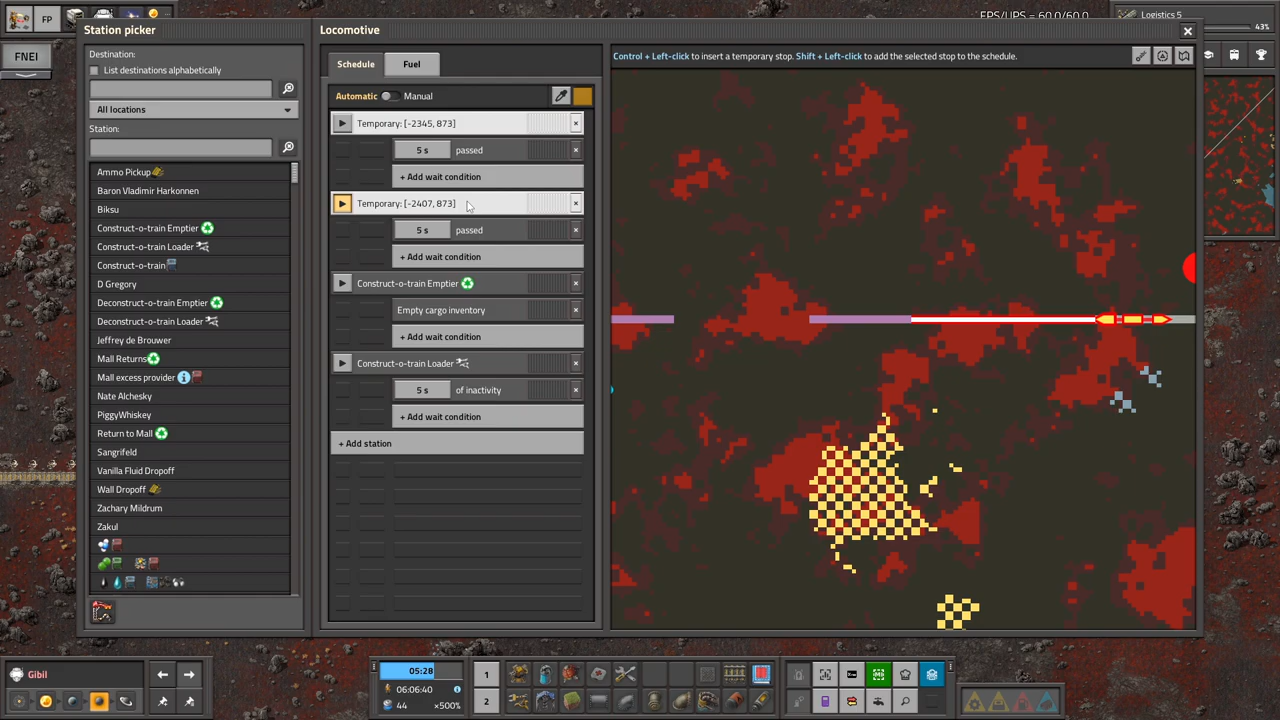 FP
EPS/UPS = 60.0/60.0
Logistics 5
43%
FNEI
Station picker
Destination:
List destinations alphabetically
All locations
Station:
Ammo Pickup
Baron Vladimir Harkonnen
Biksu
Construct-o-train Emptier
Construct-o-train Loader
Construct-o-train
D Gregory
Deconstruct-o-train Emptier
Deconstruct-o-train Loader
Jeffrey de Brouwer
Mall Returns
Mall excess provider
Nate Alchesky
PiggyWhiskey
Return to Mall
Sangrifeld
Vanilla Fluid Dropoff
Wall Dropoff
Zachary Mildrum
Zakul
Locomotive
Schedule
Fuel
Automatic
Manual
Temporary: [-2345, 873]
5 s
passed
+ Add wait condition
Temporary: [-2407, 873]
5 s
passed
+ Add wait condition
Construct-o-train Emptier
Empty cargo inventory
+ Add wait condition
Construct-o-train Loader
5 s
of inactivity
+ Add wait condition
+ Add station
Control + Left-click to insert a temporary stop. Shift + Left-click to add the selected stop to the schedule.
Gibil
05:28
06:06:40
44
×500%
1
2